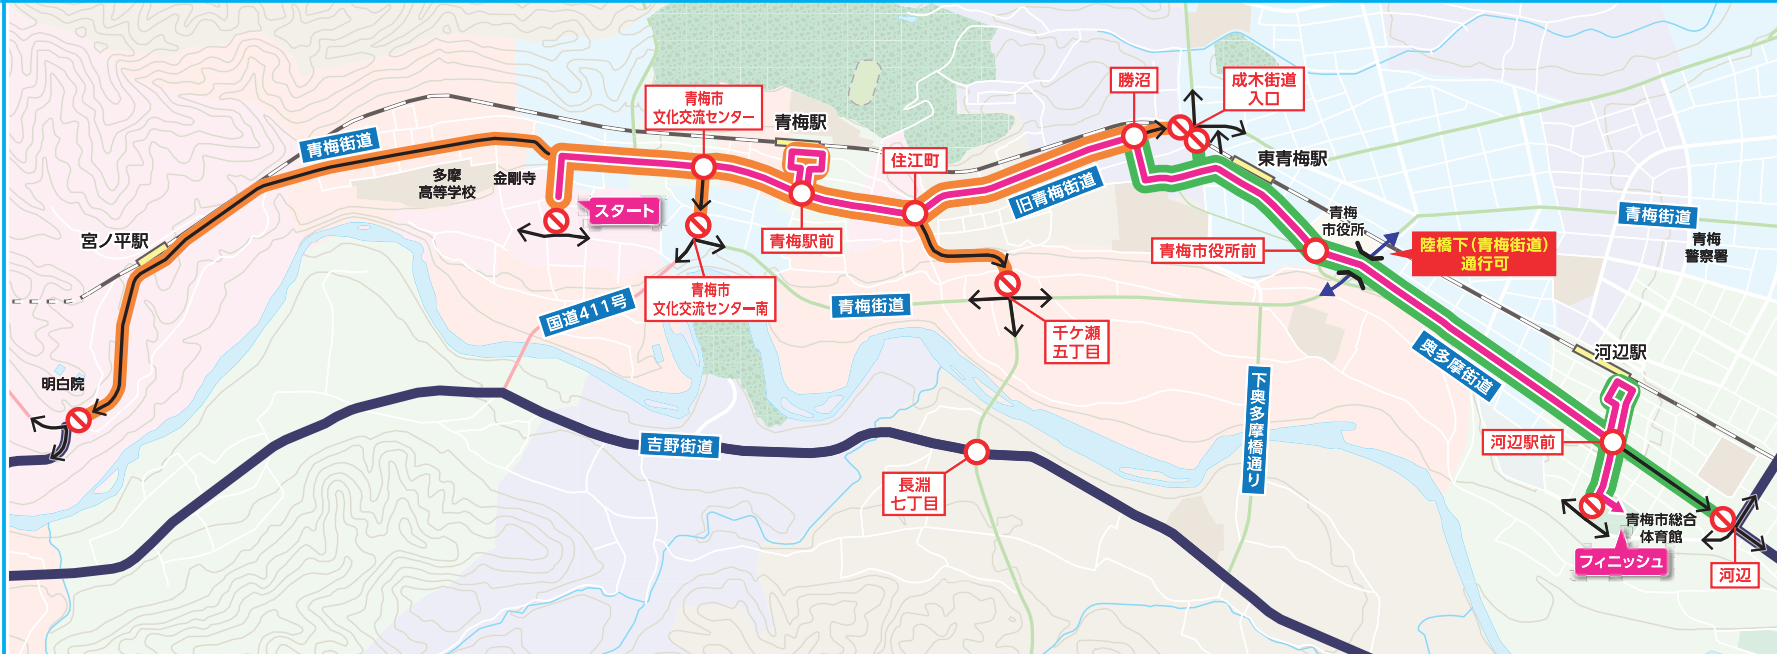 青梅街道
多摩
高等学校
金剛寺
宮ノ平駅
明白院
青梅市
文化交流センター
青梅駅
スタート
青梅駅前
住江町
青梅市
文化交流センター南
国道411号
青梅街道
旧青梅街道
勝沼
成木街道
入口
東青梅駅
青梅
市役所
青梅市役所前
陸橋下(青梅街道)
通行可
青梅街道
青梅
警察署
千ケ瀬
五丁目
奥多摩街道
河辺駅
下奥多摩橋通り
吉野街道
長淵
七丁目
河辺駅前
青梅市総合
体育館
フィニッシュ
河辺